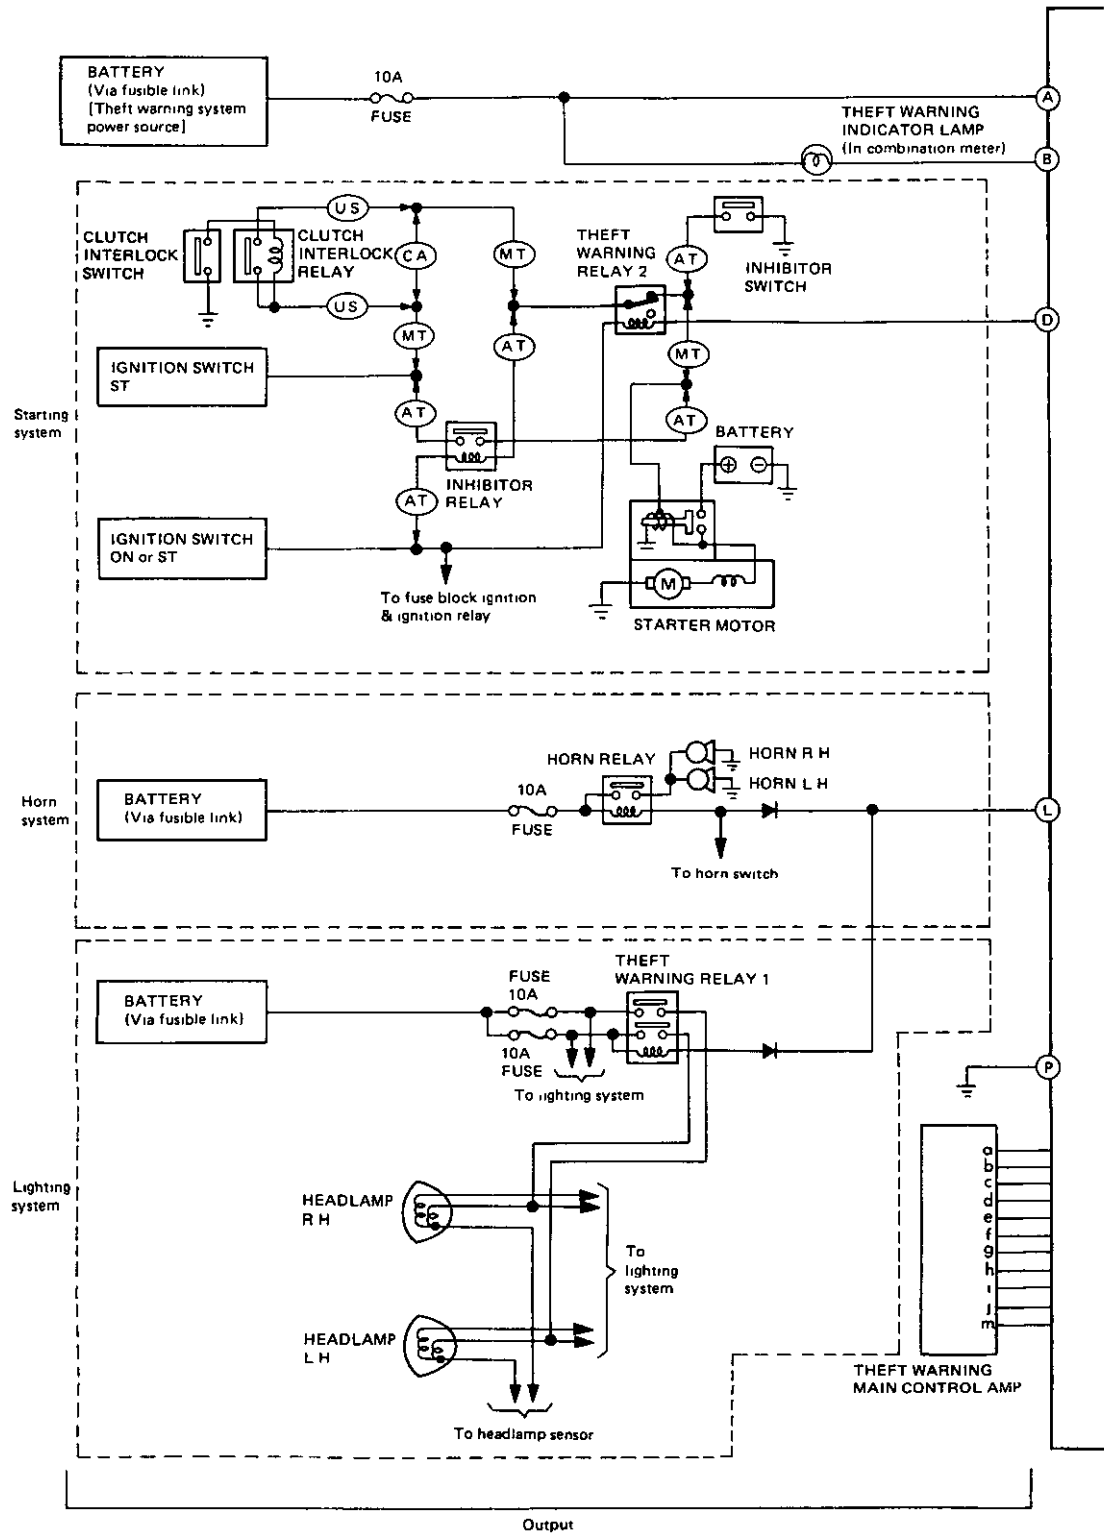 BATTERY
(Via fusible link)
[Theft warning system
power source]
10A
FUSE
A
THEFT WARNING
INDICATOR LAMP
(In combination meter)
B
Starting
system
CLUTCH
INTERLOCK
SWITCH
US
CLUTCH
INTERLOCK
RELAY
CA
US
MT
MT
AT
THEFT
WARNING
RELAY 2
AT
INHIBITOR
SWITCH
D
MT
IGNITION SWITCH
ST
AT
AT
INHIBITOR
RELAY
AT
BATTERY
IGNITION SWITCH
ON or ST
To fuse block ignition
& ignition relay
M
STARTER MOTOR
Horn
system
BATTERY
(Via fusible link)
10A
FUSE
HORN RELAY
HORN R H
HORN L H
To horn switch
L
Lighting
system
BATTERY
(Via fusible link)
FUSE
10A
10A
FUSE
THEFT
WARNING RELAY 1
To lighting system
P
HEADLAMP
R H
To
lighting
system
HEADLAMP
L H
To headlamp sensor
a
b
c
d
e
f
g
h
i
j
m
THEFT WARNING
MAIN CONTROL AMP
Output